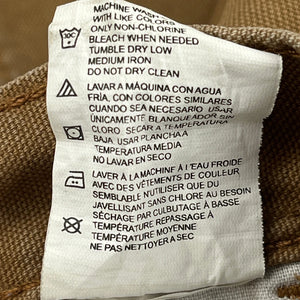 MACHINE WASH
WITH LIKE COLORS
ONLY NON-CHLORINE
BLEACH WHEN NEEDED
TUMBLE DRY LOW
MEDIUM IRON
DO NOT DRY CLEAN
LAVAR A MÁQUINA CON AGUA
FRÍA, CON COLORES SIMILARES
CUANDO SEA NECESARIO USAR
ÚNICAMENTE BLANQUEADOR SIN
CLORO SECAR A TEMPERATURA
BAJA USAR PLANCHA A
TEMPERATURA MEDIA
NO LAVAR EN SECO
LAVER À LA MACHINE À L'EAU FROIDE
AVEC DES VÊTEMENTS DE COULEUR
SEMBLABLE N'UTILISER QUE DU
JAVELLISANT SANS CHLORE AU BESOIN
SÉCHAGE PAR CULBUTAGE À BASSE
TEMPÉRATURE REPASSAGE À
TEMPÉRATURE MOYENNE
NE PAS NETTOYER A SEC